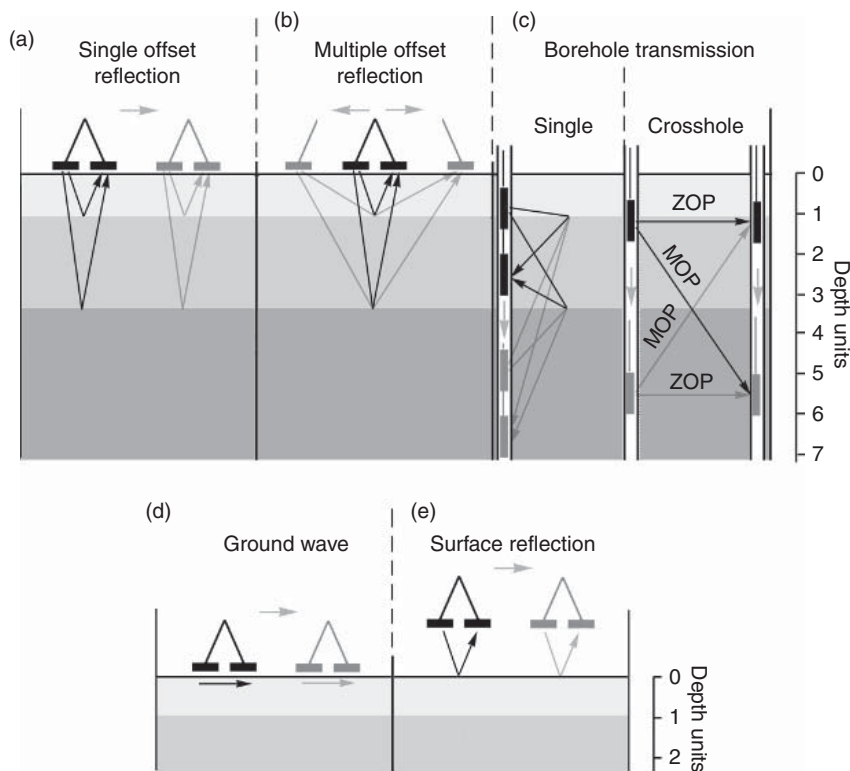 (a)
Single offset
reflection
(b)
Multiple offset
reflection
(c)
Borehole transmission
Single
Crosshole
ZOP
MOP
MOP
ZOP
0
1
2
3
4
5
6
7
Depth units
(d)
Ground wave
(e)
Surface reflection
0
1
2
Depth units